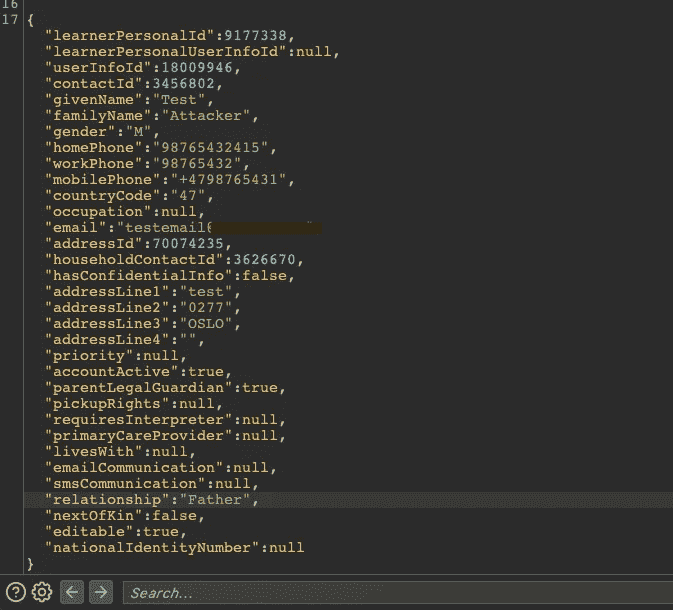 16
17 {
"learnerPersonalId":9177338,
"learnerPersonalUserInfoId":null,
"userInfoId":18009946,
"contactId":3456802,
"givenName":"Test",
"familyName":"Attacker",
"gender":"M",
"homePhone":"98765432415",
"workPhone":"98765432",
"mobilePhone":"+4798765431",
"countryCode":"47",
"occupation":null,
"email":"testemail
"addressId":70074235,
"householdContactId":3626670,
"hasConfidentialInfo":false,
"addressLine1":"test",
"addressLine2":"0277",
"addressLine3":"OSLO",
"addressLine4":"",
"priority":null,
"accountActive":true,
"parentLegalGuardian":true,
"pickupRights":null,
"requiresInterpreter":null,
"primaryCareProvider":null,
"livesWith":null,
"emailCommunication":null,
"smsCommunication":null,
"relationship":"Father",
"nextOfKin":false,
"editable":true,
"nationalIdentityNumber":null
}
? ← → Search...